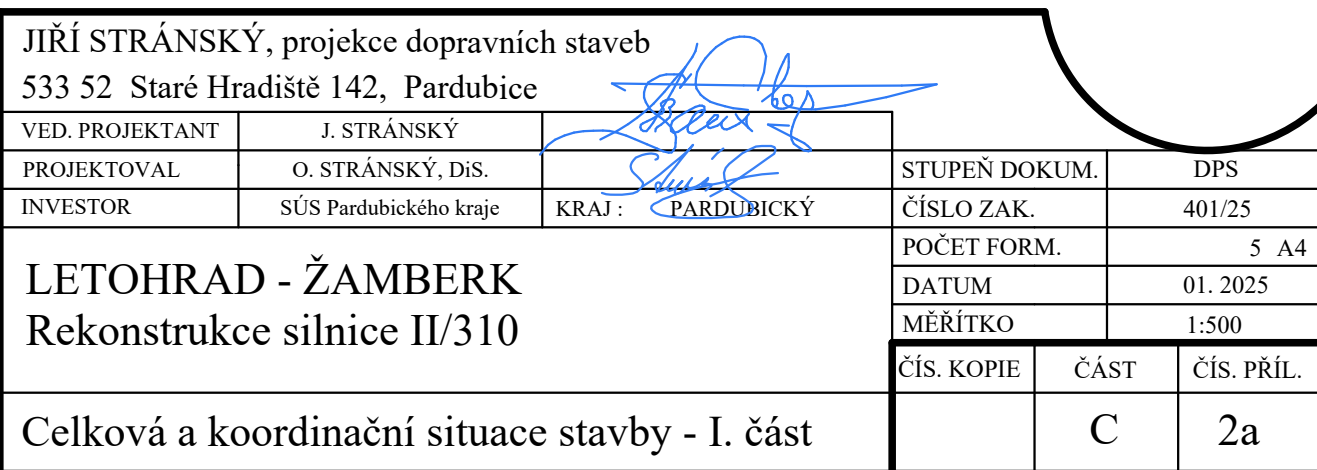 JIŘÍ STRÁNSKÝ, projekce dopravních staveb
533 52 Staré Hradiště 142, Pardubice
VED. PROJEKTANT J. STRÁNSKÝ
PROJEKTOVAL O. STRÁNSKÝ, DiS.
INVESTOR SÚS Pardubického kraje KRAJ : PARDUBICKÝ
STUPEŇ DOKUM. DPS
ČÍSLO ZAK. 401/25
POČET FORM. 5 A4
DATUM 01. 2025
MĚŘÍTKO 1:500
LETOHRAD - ŽAMBERK
Rekonstrukce silnice II/310
ČÍS. KOPIE ČÁST ČÍS. PŘÍL.
C 2a
Celková a koordinační situace stavby - I. část